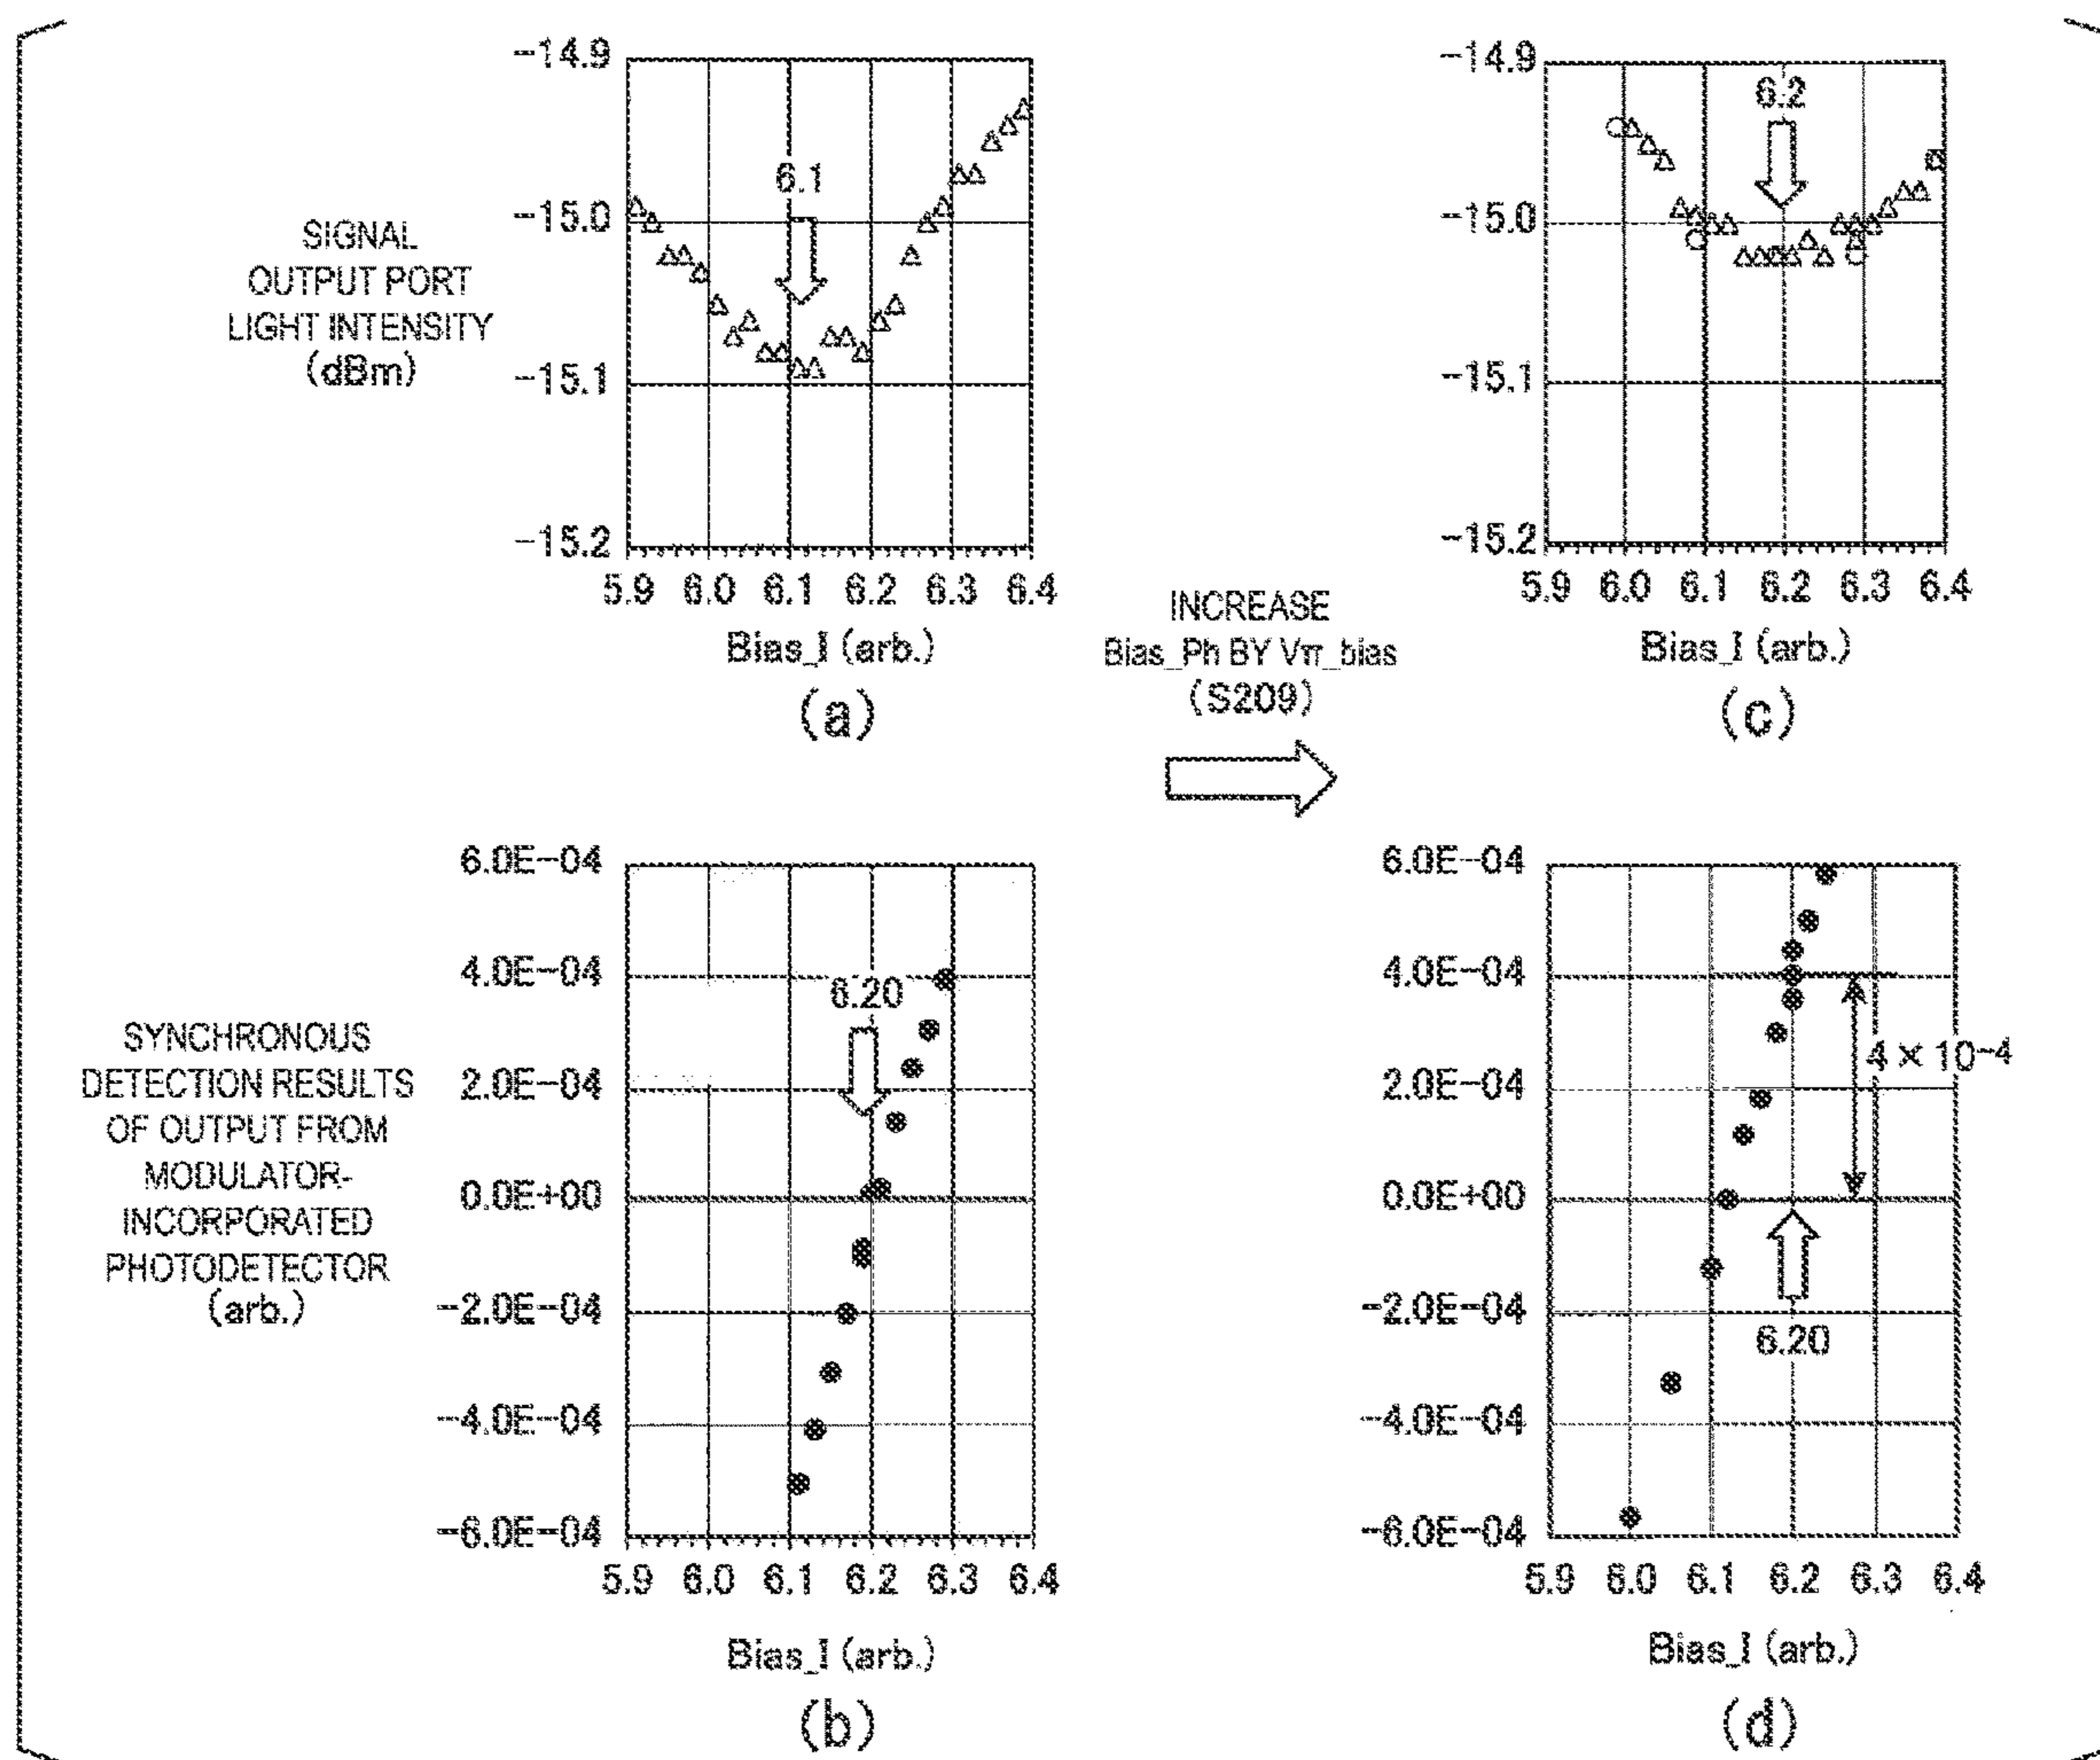 -14.9
-15.0
-15.1
-15.2
6.1
5.9 6.0 6.1 6.2 6.3 6.4
Bias_I (arb.)
(a)
SIGNAL
OUTPUT PORT
LIGHT INTENSITY
(dBm)
-14.9
-15.0
-15.1
-15.2
6.2
5.9 6.0 6.1 6.2 6.3 6.4
Bias_I (arb.)
(c)
INCREASE
Bias_Ph BY Vπ_bias
(S209)
SYNCHRONOUS
DETECTION RESULTS
OF OUTPUT FROM
MODULATOR-
INCORPORATED
PHOTODETECTOR
(arb.)
6.0E-04
4.0E-04
2.0E-04
0.0E+00
-2.0E-04
-4.0E-04
-6.0E-04
6.20
5.9 6.0 6.1 6.2 6.3 6.4
Bias_I (arb.)
(b)
6.0E-04
4.0E-04
2.0E-04
0.0E+00
-2.0E-04
-4.0E-04
-6.0E-04
4 × 10⁻⁴
6.20
5.9 6.0 6.1 6.2 6.3 6.4
Bias_I (arb.)
(d)